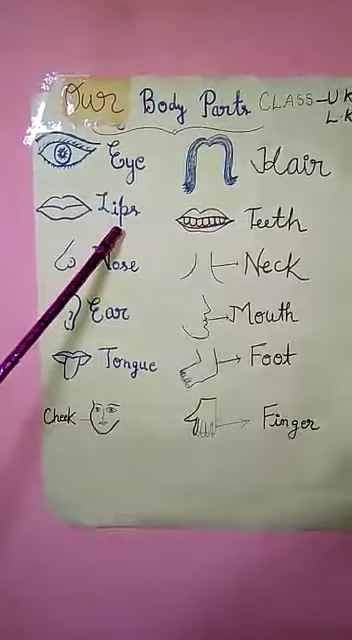 Our Body Parts CLASS-UK
L.K
Eye Hair
Lips Teeth
Nose Neck
Ear Mouth
Tongue Foot
Cheek Finger